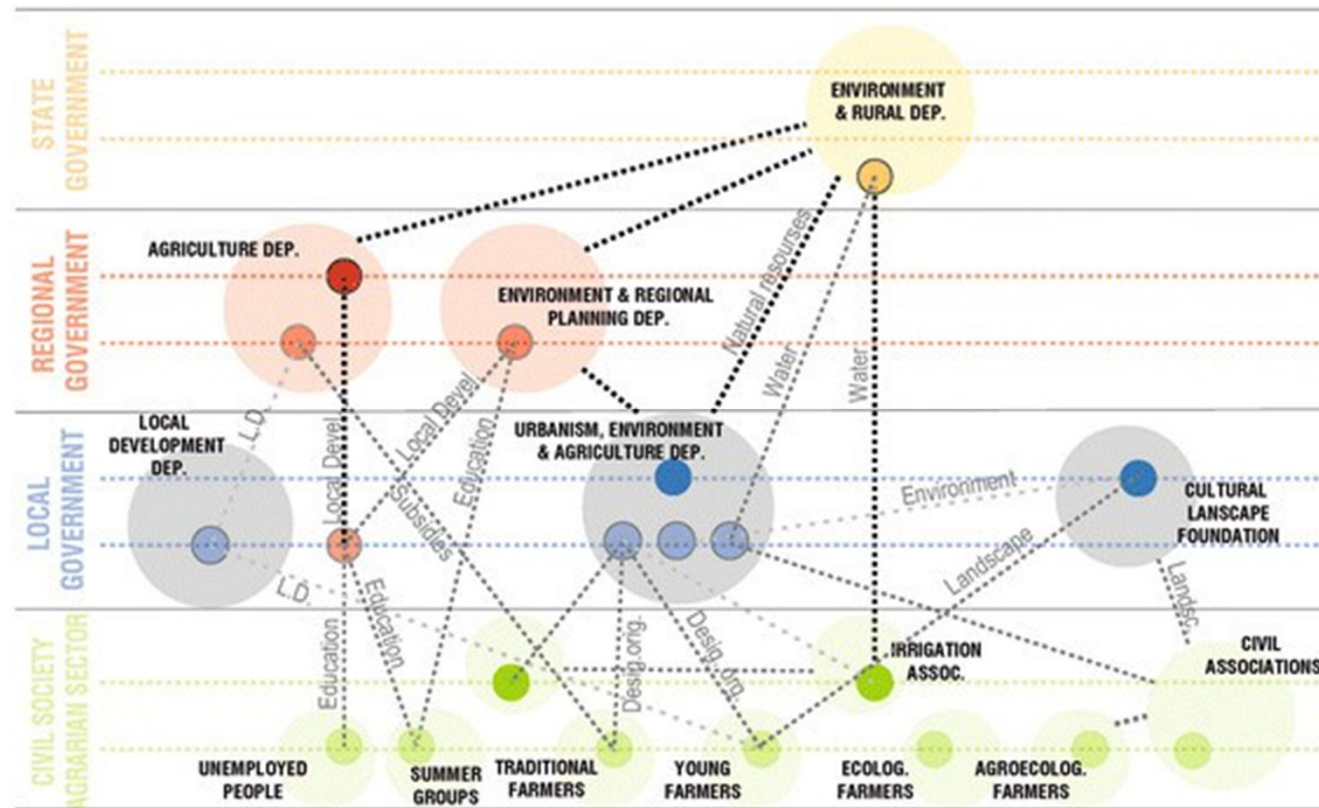 STATE
GOVERNMENT
ENVIRONMENT
& RURAL DEP.
REGIONAL
GOVERNMENT
AGRICULTURE DEP.
ENVIRONMENT & REGIONAL
PLANNING DEP.
Natural resourses
Water
Water
LOCAL
GOVERNMENT
LOCAL
DEVELOPMENT
DEP.
L.D.
Local Devel.
Local Devel.
Education
Subsidies
URBANISM, ENVIRONMENT
& AGRICULTURE DEP.
Environment
CULTURAL
LANSCAPE
FOUNDATION
Landscape
Landsc.
L.D.
Education
Education
Desig.org.
Desig. org.
CIVIL SOCIETY
AGRARIAN SECTOR
IRRIGATION
ASSOC.
CIVIL
ASSOCIATIONS
UNEMPLOYED
PEOPLE
SUMMER
GROUPS
TRADITIONAL
FARMERS
YOUNG
FARMERS
ECOLOG.
FARMERS
AGROECOLOG.
FARMERS